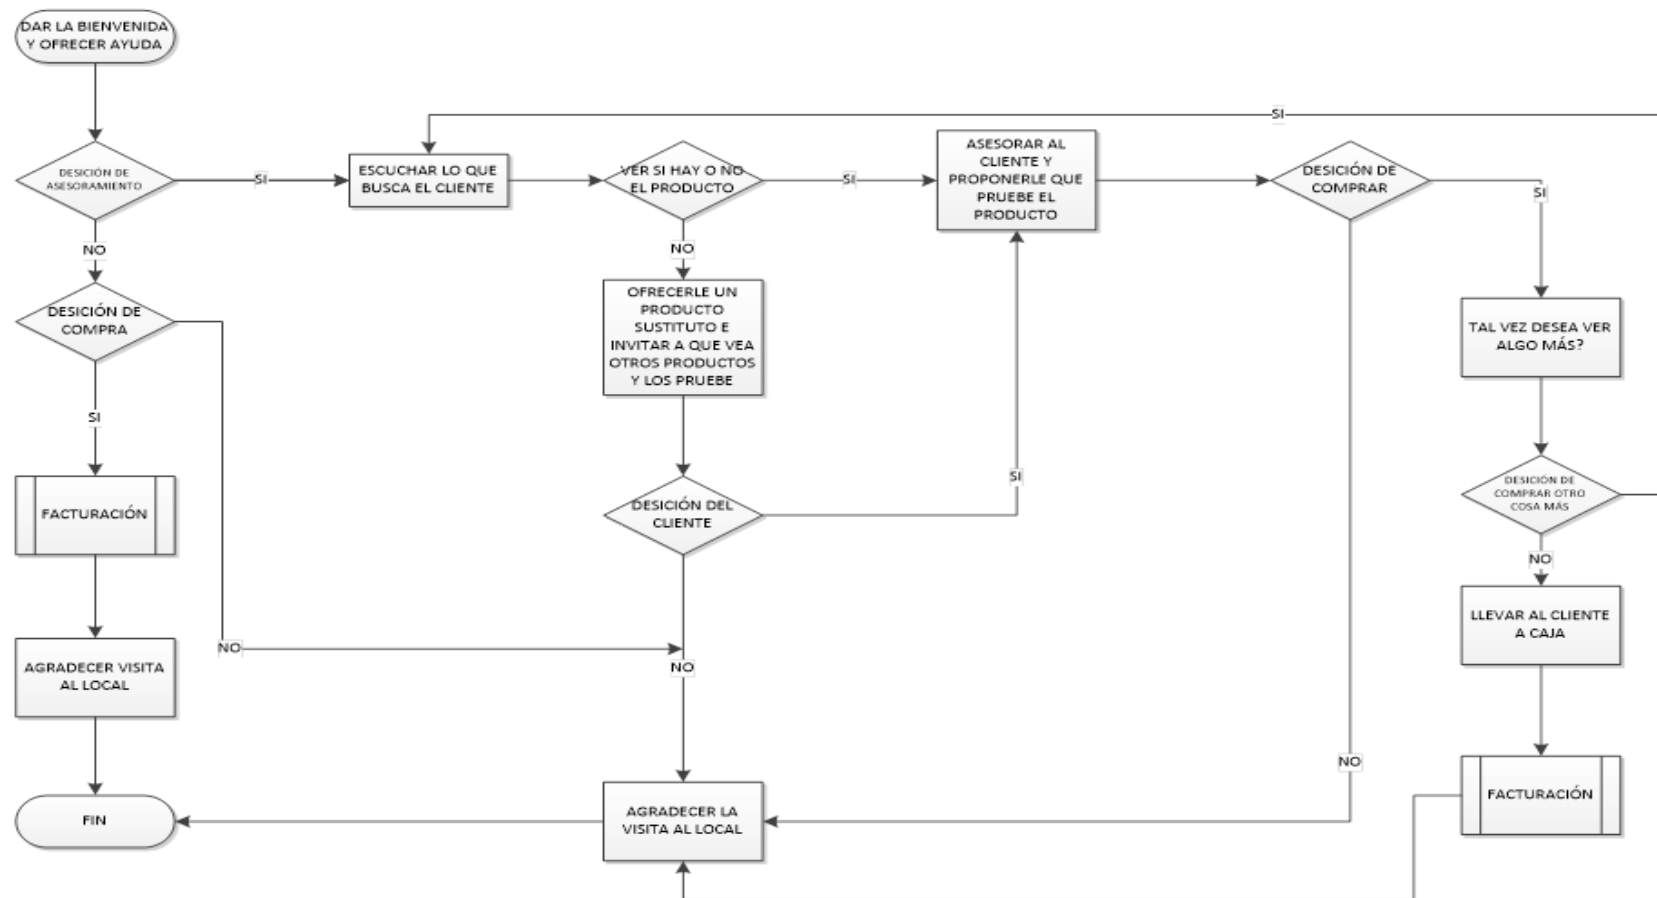 DAR LA BIENVENIDA
Y OFRECER AYUDA
SI
DESICIÓN DE
ASESORAMIENTO
SI
ESCUCHAR LO QUE
BUSCA EL CLIENTE
VER SI HAY O NO
EL PRODUCTO
SI
ASESORAR AL
CLIENTE Y
PROPONERLE QUE
PRUEBE EL
PRODUCTO
DESICIÓN DE
COMPRAR
SI
NO
NO
DESICIÓN DE
COMPRA
OFRECERLE UN
PRODUCTO
SUSTITUTO E
INVITAR A QUE VEA
OTROS PRODUCTOS
Y LOS PRUEBE
TAL VEZ DESEA VER
ALGO MÁS?
SI
SI
DESICIÓN DE
COMPRAR OTRO
COSA MÁS
FACTURACIÓN
DESICIÓN DEL
CLIENTE
NO
LLEVAR AL CLIENTE
A CAJA
NO
NO
AGRADECER VISITA
AL LOCAL
NO
FACTURACIÓN
FIN
AGRADECER LA
VISITA AL LOCAL